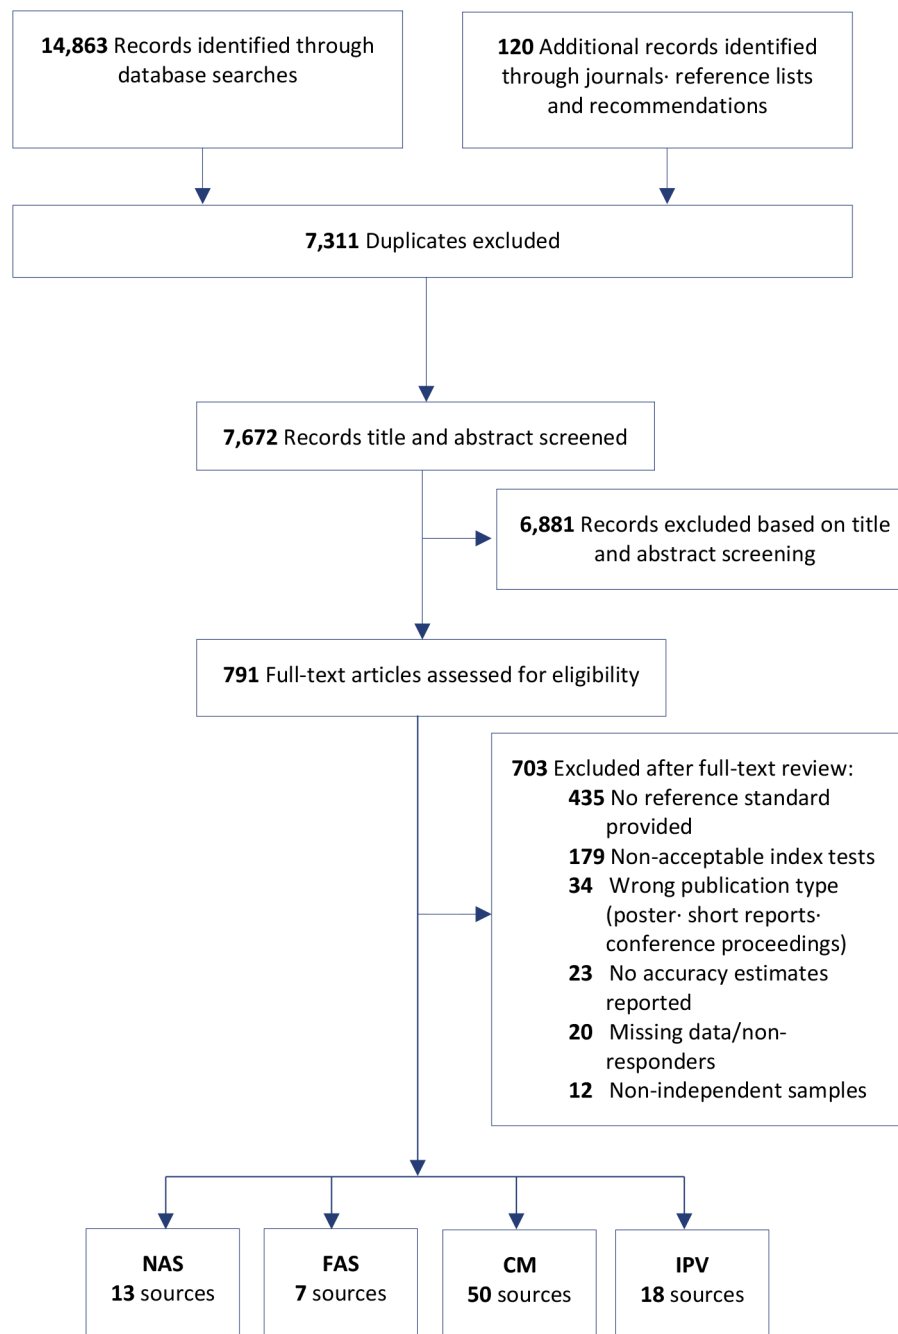 14,863 Records identified through
database searches
120 Additional records identified
through journals· reference lists
and recommendations
7,311 Duplicates excluded
7,672 Records title and abstract screened
6,881 Records excluded based on title
and abstract screening
791 Full-text articles assessed for eligibility
703 Excluded after full-text review:
435 No reference standard
provided
179 Non-acceptable index tests
34 Wrong publication type
(poster· short reports·
conference proceedings)
23 No accuracy estimates
reported
20 Missing data/non-
responders
12 Non-independent samples
NAS
13 sources
FAS
7 sources
CM
50 sources
IPV
18 sources